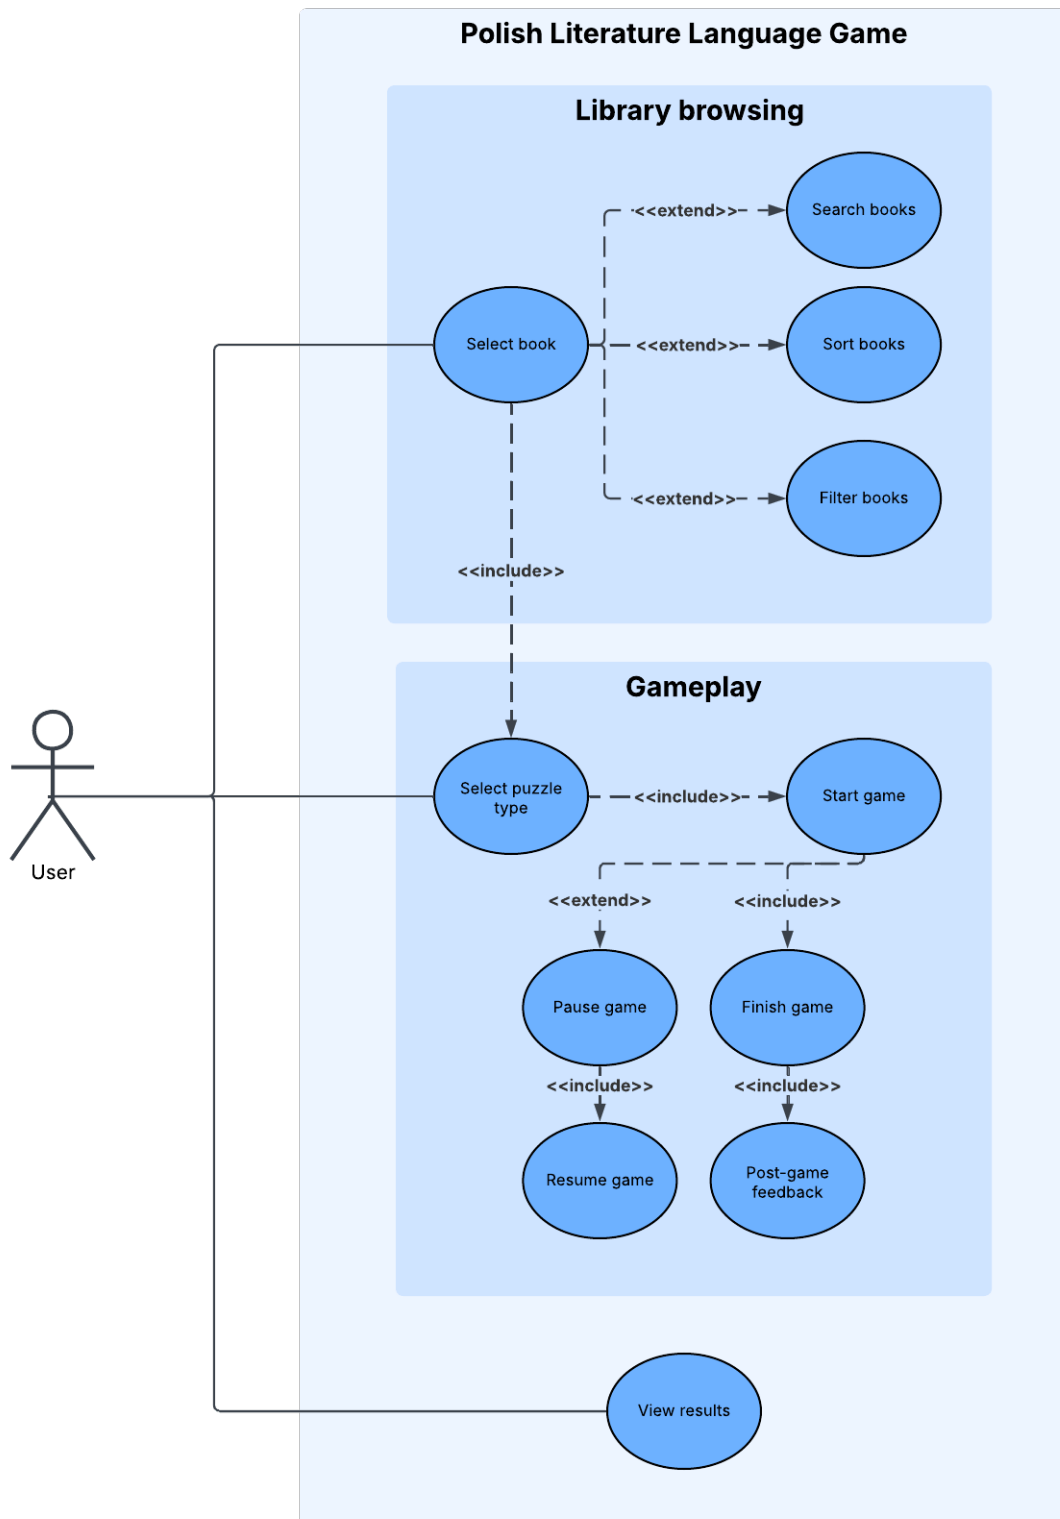 Polish Literature Language Game
Library browsing
<<extend>>
Search books
Select book
<<extend>>
Sort books
<<extend>>
Filter books
<<include>>
Gameplay
Select puzzle
type
<<include>>
Start game
User
<<extend>>
<<include>>
Pause game
Finish game
<<include>>
<<include>>
Resume game
Post-game
feedback
View results